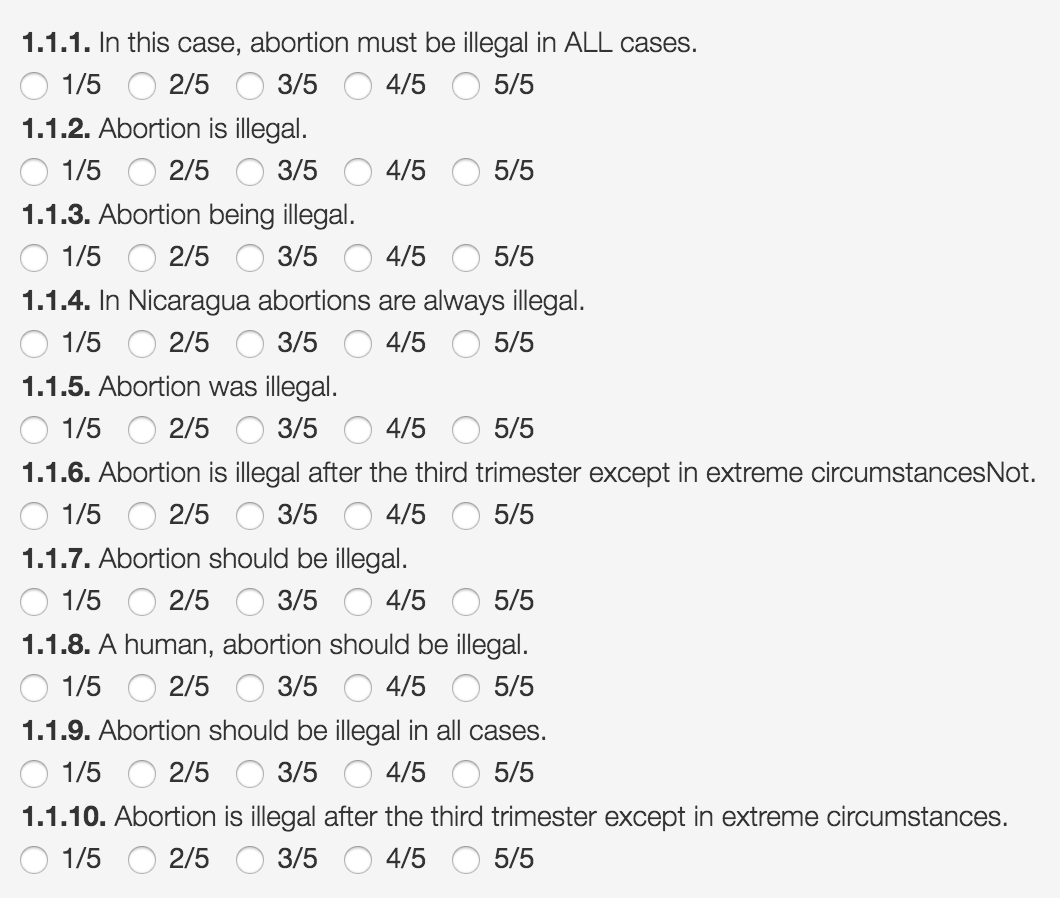 1.1.1. In this case, abortion must be illegal in ALL cases.
1/5 2/5 3/5 4/5 5/5
1.1.2. Abortion is illegal.
1/5 2/5 3/5 4/5 5/5
1.1.3. Abortion being illegal.
1/5 2/5 3/5 4/5 5/5
1.1.4. In Nicaragua abortions are always illegal.
1/5 2/5 3/5 4/5 5/5
1.1.5. Abortion was illegal.
1/5 2/5 3/5 4/5 5/5
1.1.6. Abortion is illegal after the third trimester except in extreme circumstancesNot.
1/5 2/5 3/5 4/5 5/5
1.1.7. Abortion should be illegal.
1/5 2/5 3/5 4/5 5/5
1.1.8. A human, abortion should be illegal.
1/5 2/5 3/5 4/5 5/5
1.1.9. Abortion should be illegal in all cases.
1/5 2/5 3/5 4/5 5/5
1.1.10. Abortion is illegal after the third trimester except in extreme circumstances.
1/5 2/5 3/5 4/5 5/5